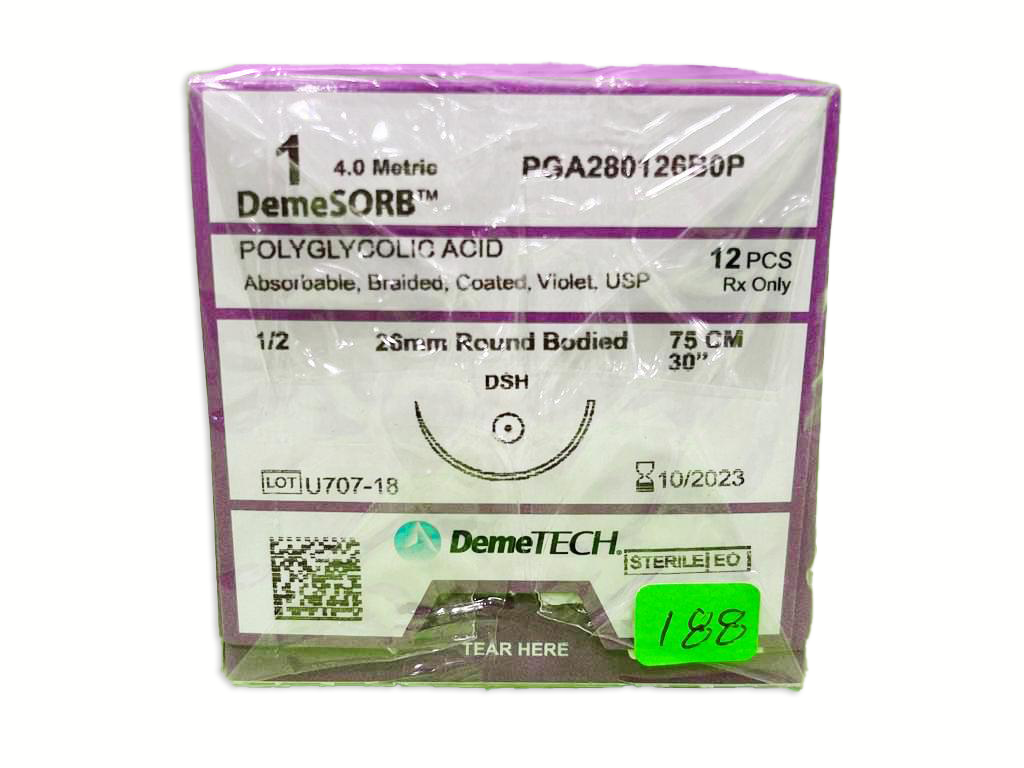 1 4.0 Metric PGA280126B0P
DemeSORB™
POLYGLYCOLIC ACID 12 PCS
Absorbable, Braided, Coated, Violet, USP Rx Only
1/2 26mm Round Bodied 75 CM
30”
DSH
LOT U707-18 10/2023
DemeTECH®
STERILE EO
188
TEAR HERE